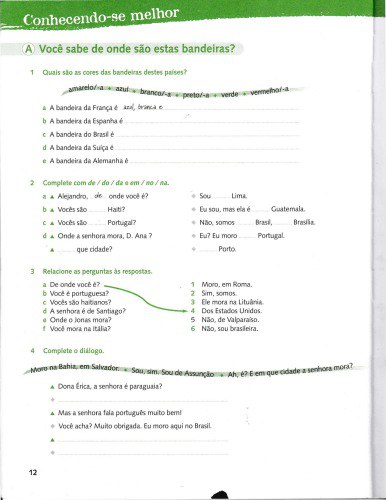 Conhecendo-se melhor
A Você sabe de onde são estas bandeiras?
1 Quais são as cores das bandeiras destes países?
amarelo/-a + azul + branco/-a + preto/-a + verde + vermelho/-a
a A bandeira da França é azul, branca e
b A bandeira da Espanha é
c A bandeira do Brasil é
d A bandeira da Suíça é
e A bandeira da Alemanha é
2 Complete com de / do / da e em / no / na.
a ▲ Alejandro, de onde você é?
● Sou ........ Lima.
b ▲ Vocês são ........ Haiti?
● Eu sou, mas ela é ........ Guatemala.
c ▲ Vocês são ........ Portugal?
● Não, somos ........ Brasil, ........ Brasília.
d ▲ Onde a senhora mora, D. Ana ?
● Eu? Eu moro ........ Portugal.
▲ ........ que cidade?
● ........ Porto.
3 Relacione as perguntas às respostas.
a De onde você é?
b Você é portuguesa?
c Vocês são haitianos?
d A senhora é de Santiago?
e Onde o Jonas mora?
f Você mora na Itália?
1 Moro, em Roma.
2 Sim, somos.
3 Ele mora na Lituânia.
4 Dos Estados Unidos.
5 Não, de Valparaíso.
6 Não, sou brasileira.
4 Complete o diálogo.
Moro na Bahia, em Salvador. + Sou, sim. Sou de Assunção + Ah, é? E em que cidade a senhora mora?
▲ Dona Érica, a senhora é paraguaia?
●
▲ Mas a senhora fala português muito bem!
● Você acha? Muito obrigada. Eu moro aqui no Brasil.
▲
●
12